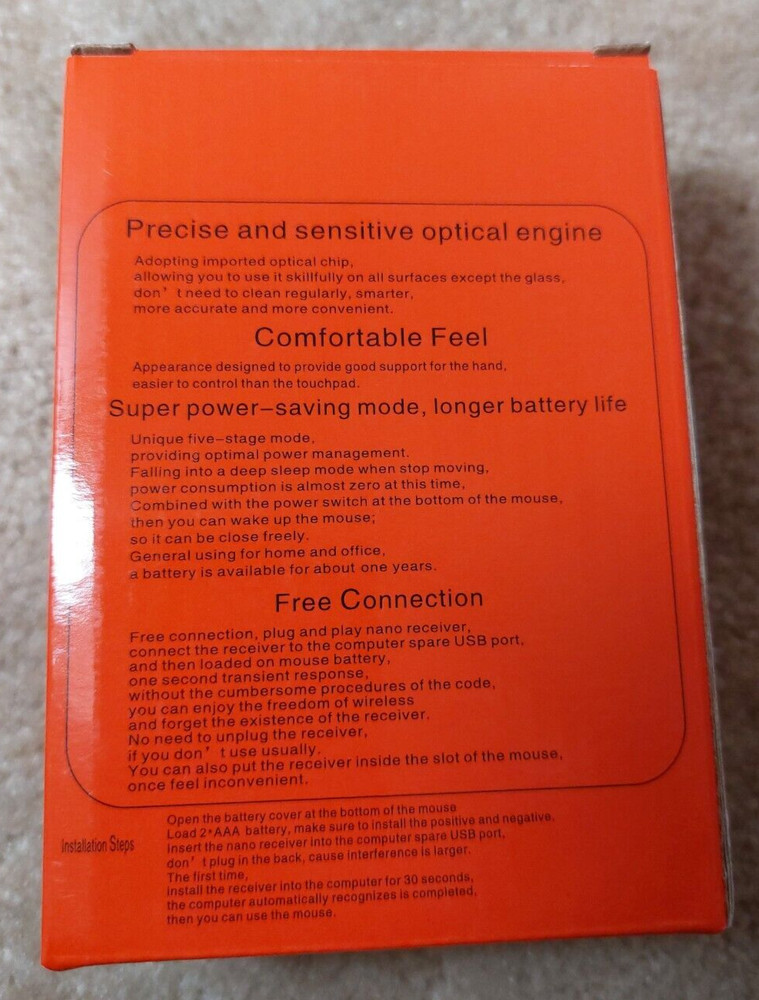 Precise and sensitive optical engine
Adopting imported optical chip,
allowing you to use it skillfully on all surfaces except the glass,
don't need to clean regularly, smarter,
more accurate and more convenient.
Comfortable Feel
Appearance designed to provide good support for the hand,
easier to control than the touchpad.
Super power-saving mode, longer battery life
Unique five-stage mode,
providing optimal power management.
Falling into a deep sleep mode when stop moving,
power consumption is almost zero at this time,
Combined with the power switch at the bottom of the mouse,
then you can wake up the mouse;
so it can be close freely.
General using for home and office,
a battery is available for about one years.
Free Connection
Free connection, plug and play nano receiver,
connect the receiver to the computer spare USB port,
and then loaded on mouse battery,
one second transient response,
without the cumbersome procedures of the code,
you can enjoy the freedom of wireless
and forget the existence of the receiver.
No need to unplug the receiver,
if you don't use usually.
You can also put the receiver inside the slot of the mouse,
once feel inconvenient.
Installation Steps
Open the battery cover at the bottom of the mouse
Load 2*AAA battery, make sure to install the positive and negative,
Insert the nano receiver into the computer spare USB port,
don't plug in the back, cause interference is larger.
The first time,
Install the receiver into the computer for 30 seconds,
the computer automatically recognizes is completed,
then you can use the mouse.